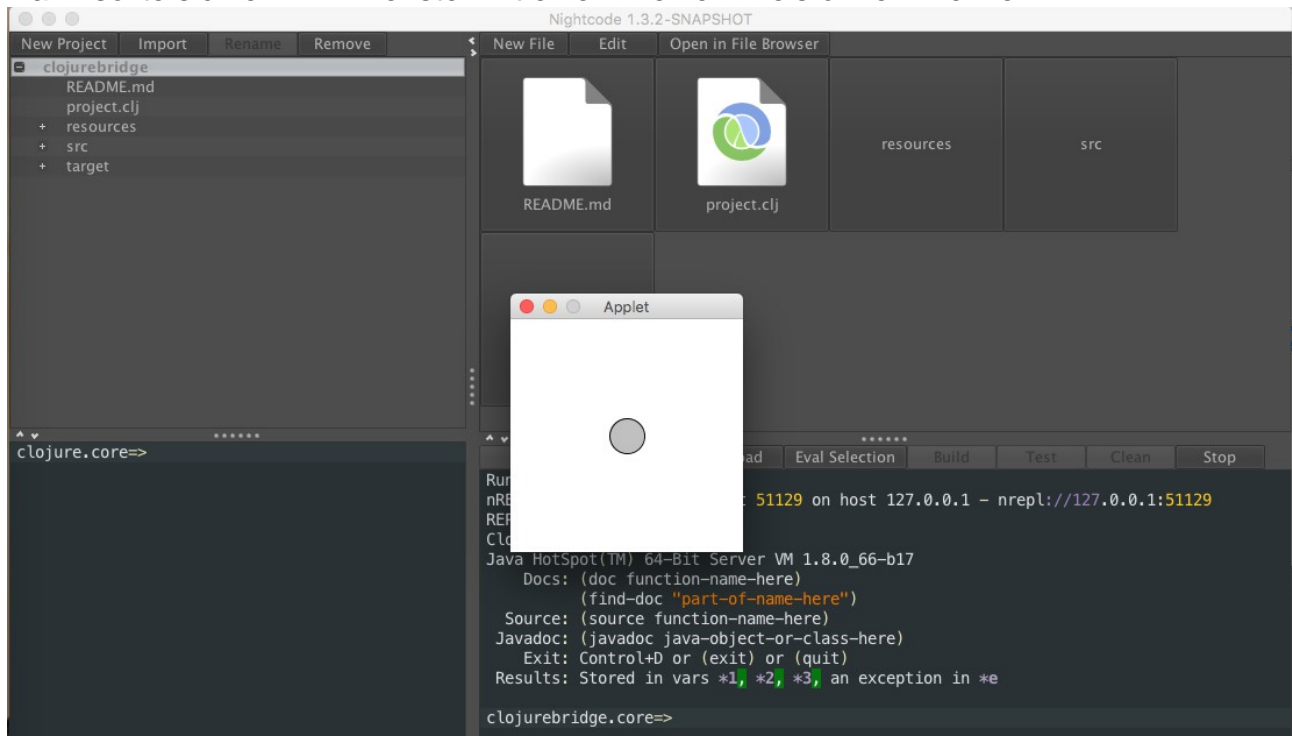 Nightcode 1.3.2-SNAPSHOT
New Project Import Rename Remove
New File Edit Open in File Browser
clojurebridge
README.md
project.clj
+ resources
+ src
+ target
README.md
project.clj
resources
src
Applet
clojure.core=>
Eval Selection Build Test Clean Stop
51129 on host 127.0.0.1 – nrepl://127.0.0.1:51129
Java HotSpot(TM) 64-Bit Server VM 1.8.0_66-b17
Docs: (doc function-name-here)
(find-doc "part-of-name-here")
Source: (source function-name-here)
Javadoc: (javadoc java-object-or-class-here)
Exit: Control+D or (exit) or (quit)
Results: Stored in vars *1, *2, *3, an exception in *e
clojurebridge.core=>